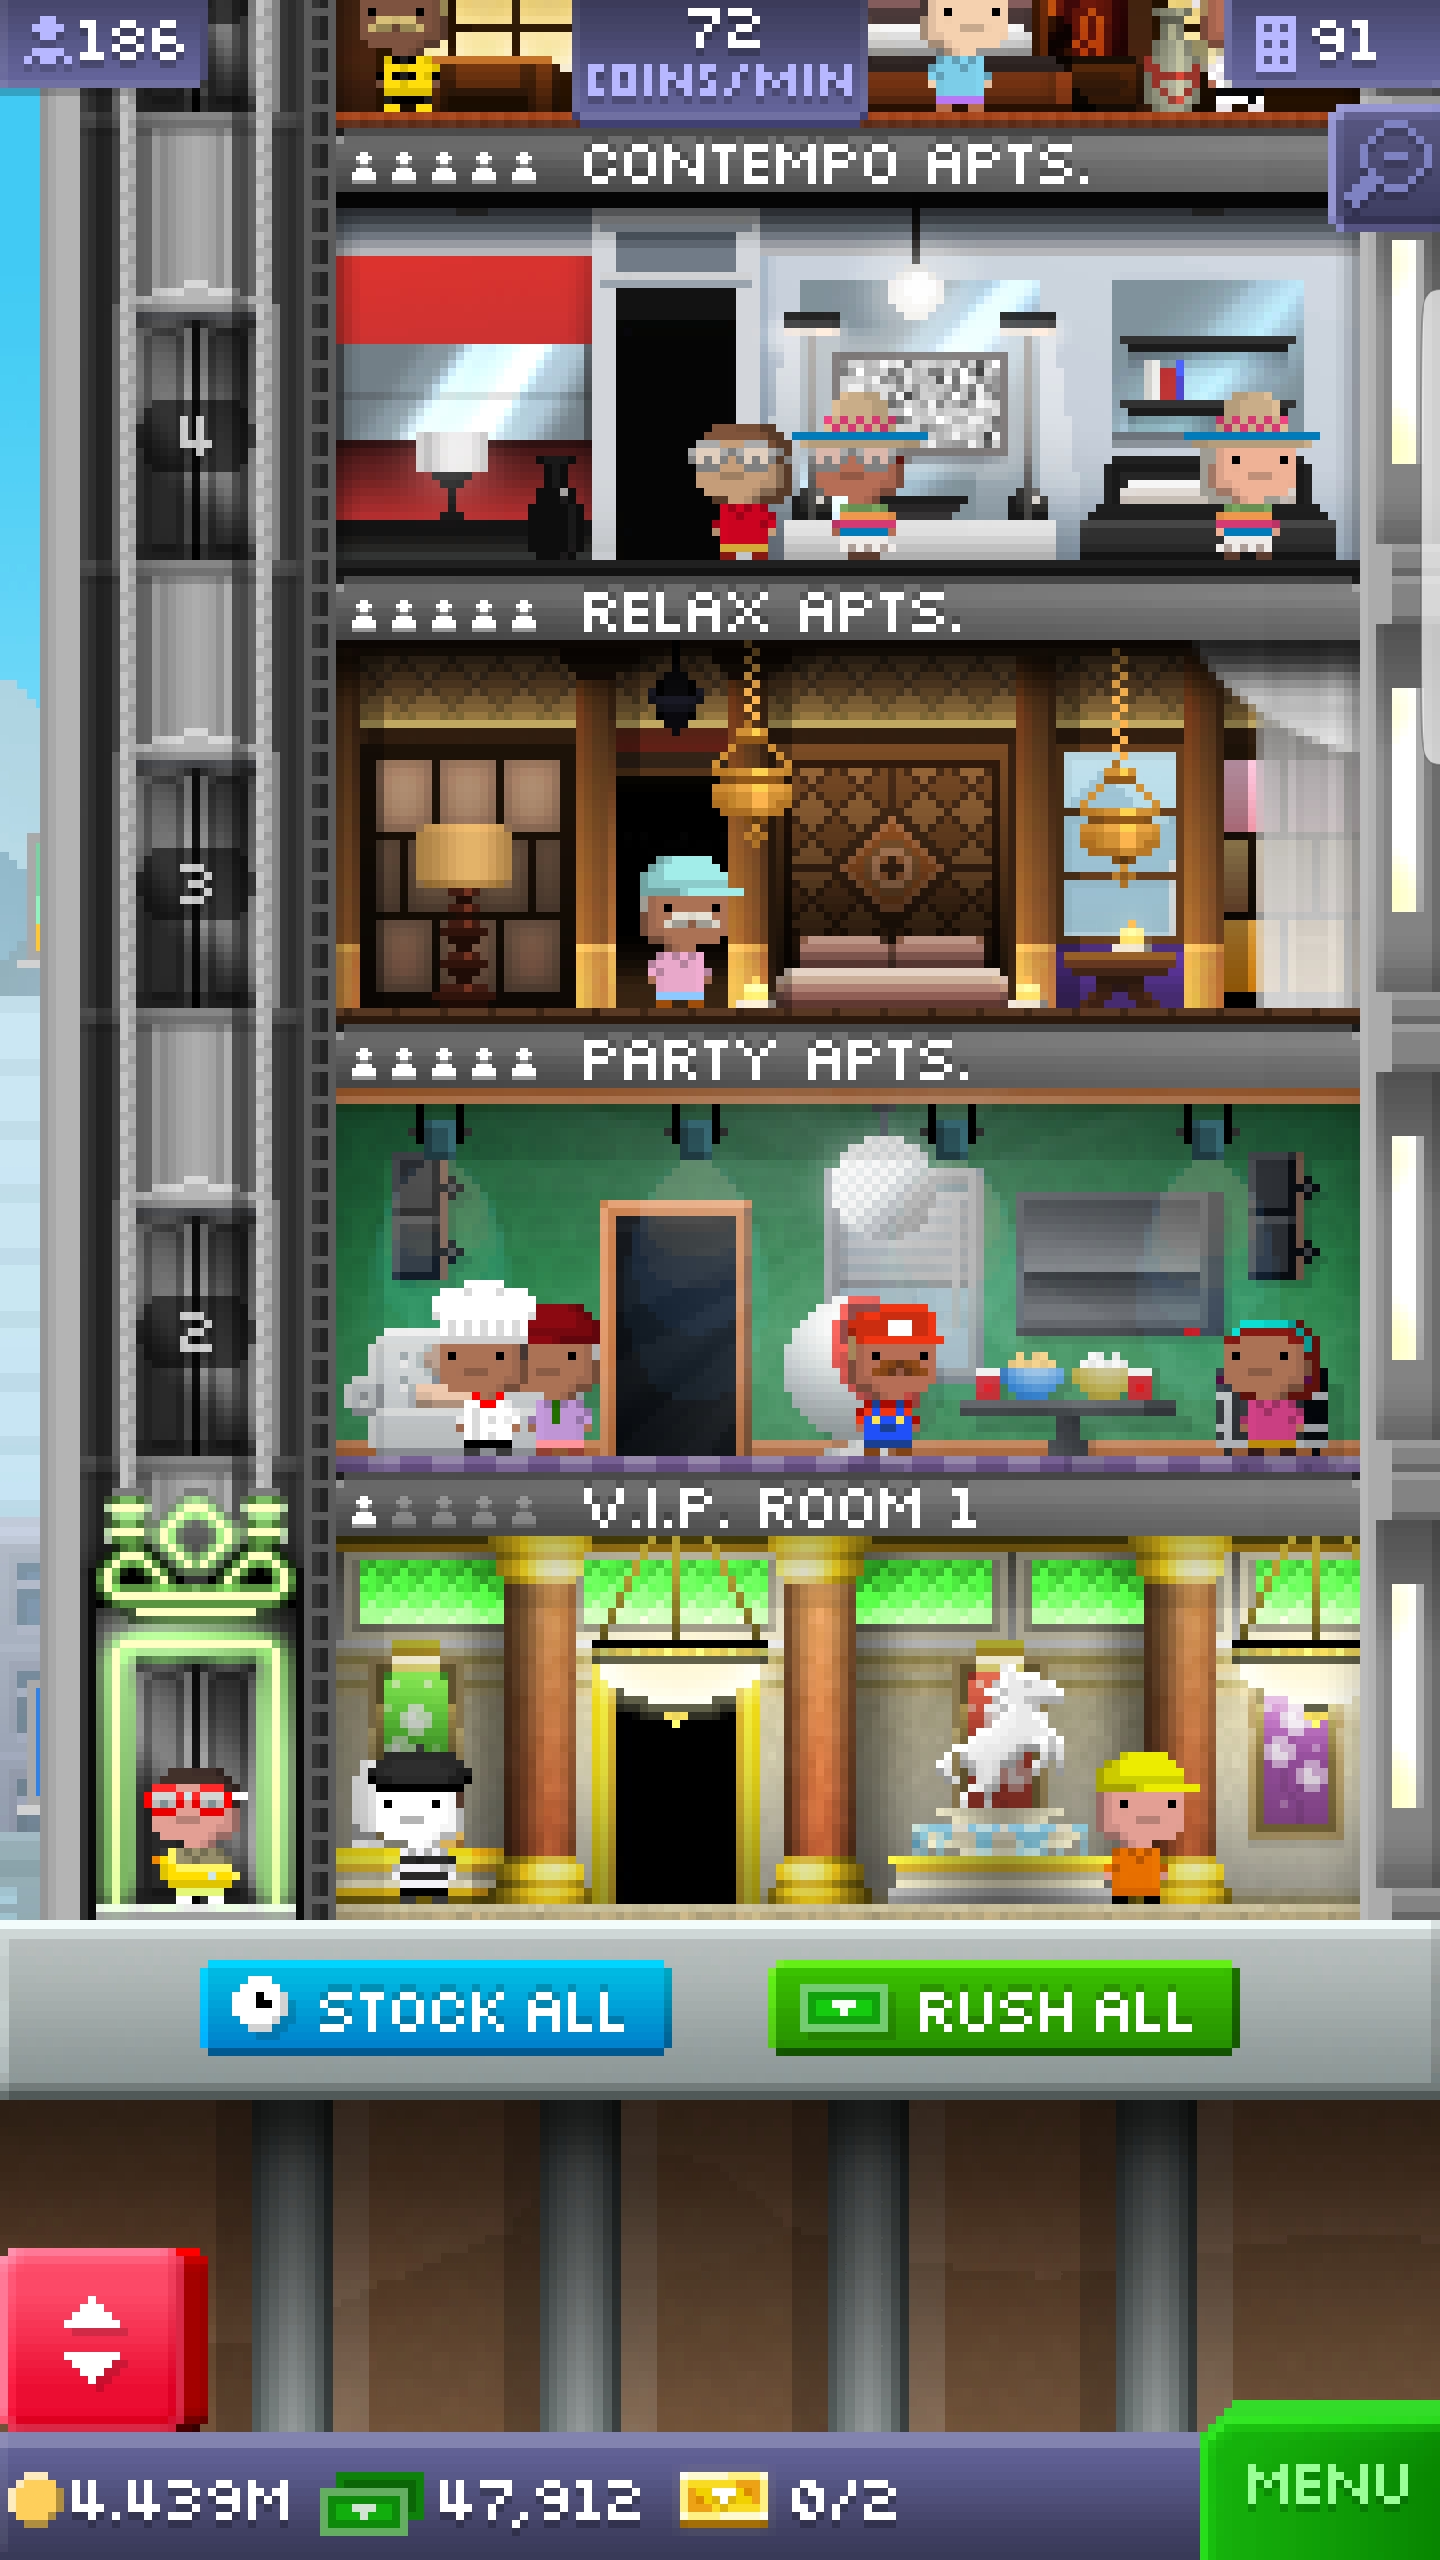 186
72
COINS/MIN
91
CONTEMPO APTS.
4
RELAX APTS.
3
PARTY APTS.
2
V.I.P. ROOM 1
STOCK ALL
RUSH ALL
4.439M
47,912
0/2
MENU